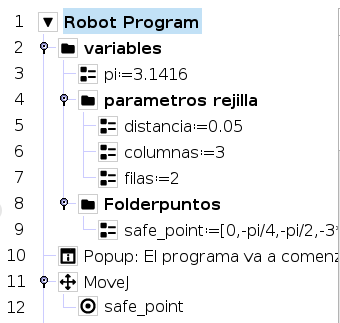 1 Robot Program
2 variables
3 pi:=3.1416
4 parametros rejilla
5 distancia:=0.05
6 columnas:=3
7 filas:=2
8 Folderpuntos
9 safe_point:=[0,-pi/4,-pi/2,-3*
10 Popup: El programa va a comenz
11 MoveJ
12 safe_point